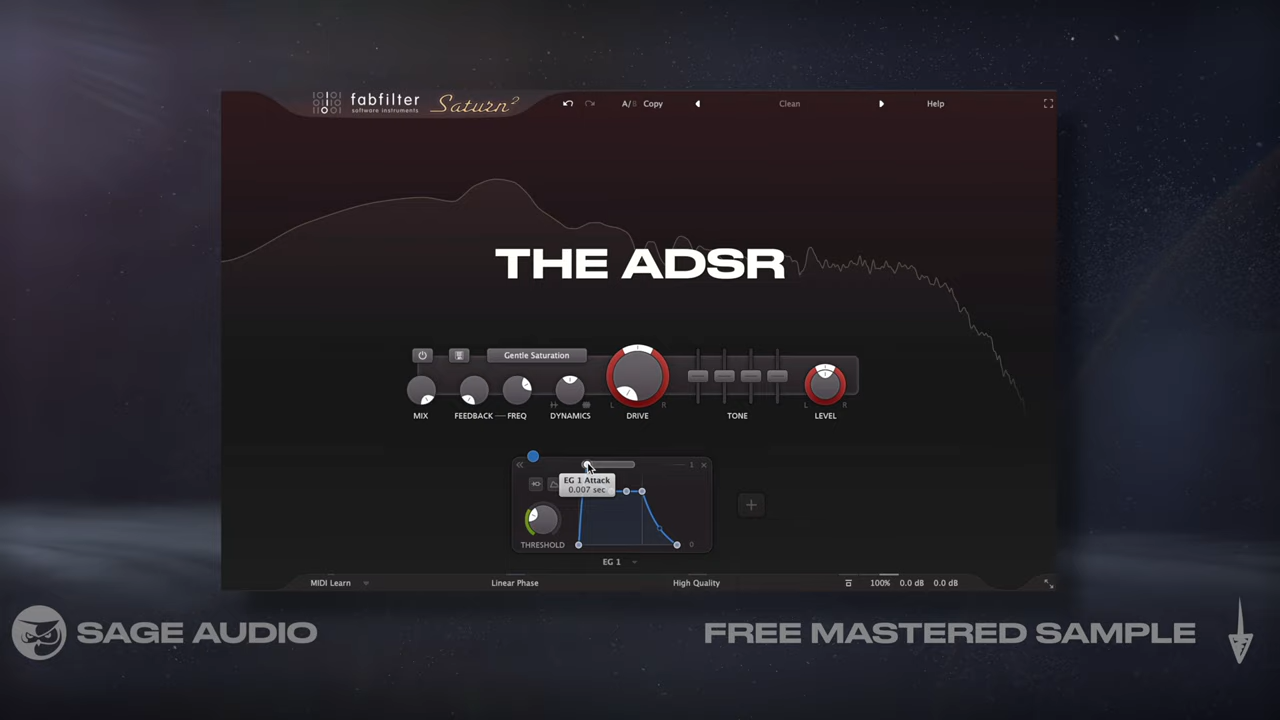 fabfilter
software instruments
Saturn 2
A/B Copy
Clean
Help
THE ADSR
Gentle Saturation
MIX
FEEDBACK
FREQ
DYNAMICS
L
R
DRIVE
TONE
L
R
LEVEL
1
EG 1 Attack
0.007 sec
THRESHOLD
0
EG 1
MIDI Learn
Linear Phase
High Quality
100%
0.0 dB
0.0 dB
SAGE AUDIO
FREE MASTERED SAMPLE